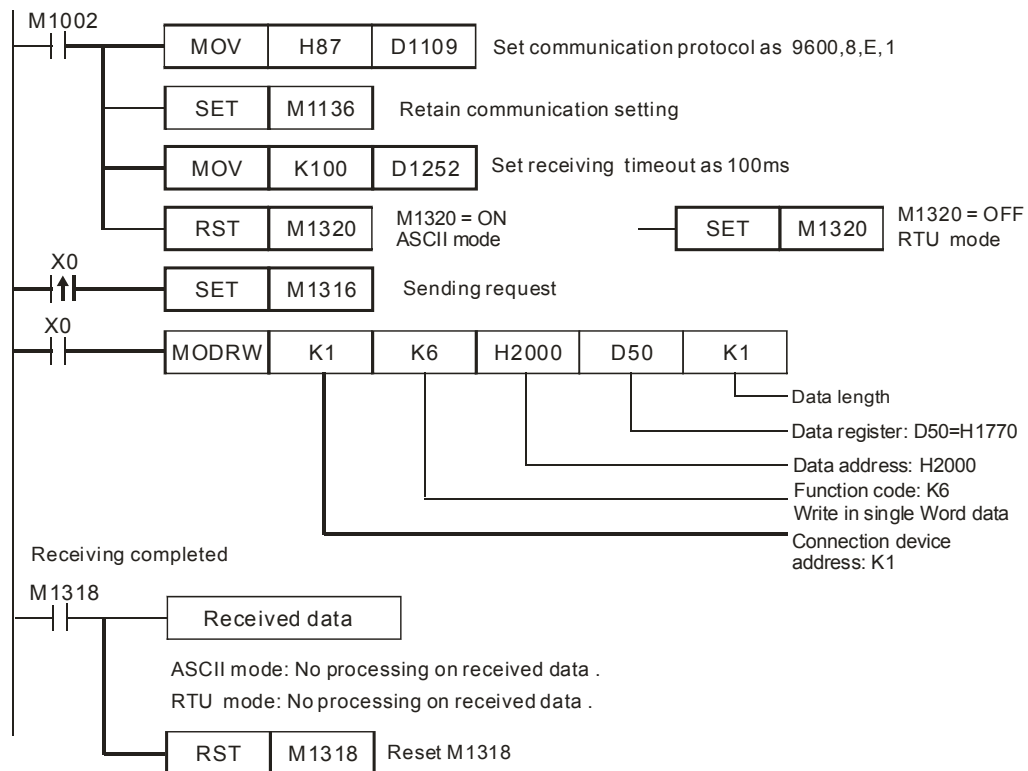 M1002
MOV H87 D1109 Set communication protocol as 9600,8,E,1
SET M1136 Retain communication setting
MOV K100 D1252 Set receiving timeout as 100ms
RST M1320 M1320 = ON
ASCII mode
SET M1320 M1320 = OFF
RTU mode
X0
SET M1316 Sending request
X0
MODRW K1 K6 H2000 D50 K1
Data length
Data register: D50=H1770
Data address: H2000
Function code: K6
Write in single Word data
Connection device
address: K1
Receiving completed
M1318
Received data
ASCII mode: No processing on received data .
RTU mode: No processing on received data .
RST M1318 Reset M1318